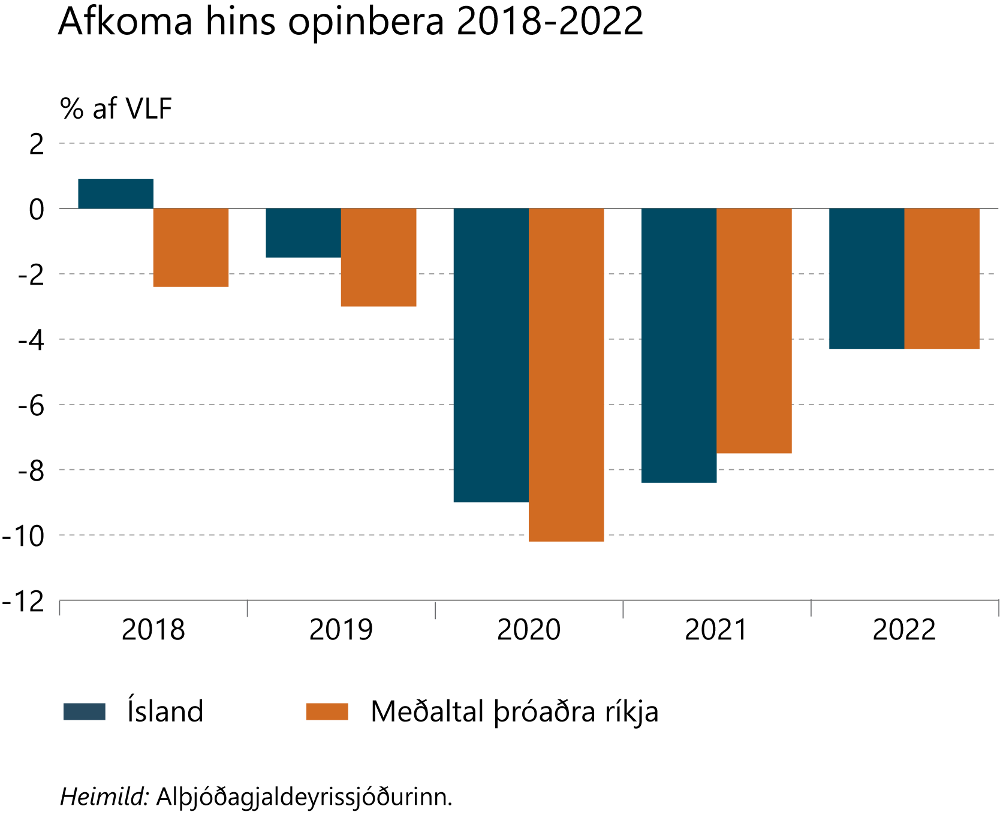 Afkoma hins opinbera 2018-2022
% af VLF
2
0
-2
-4
-6
-8
-10
-12
2018 2019 2020 2021 2022
Ísland Meðaltal þróaðra ríkja
Heimild: Alþjóðagjaldeyrissjóðurinn.